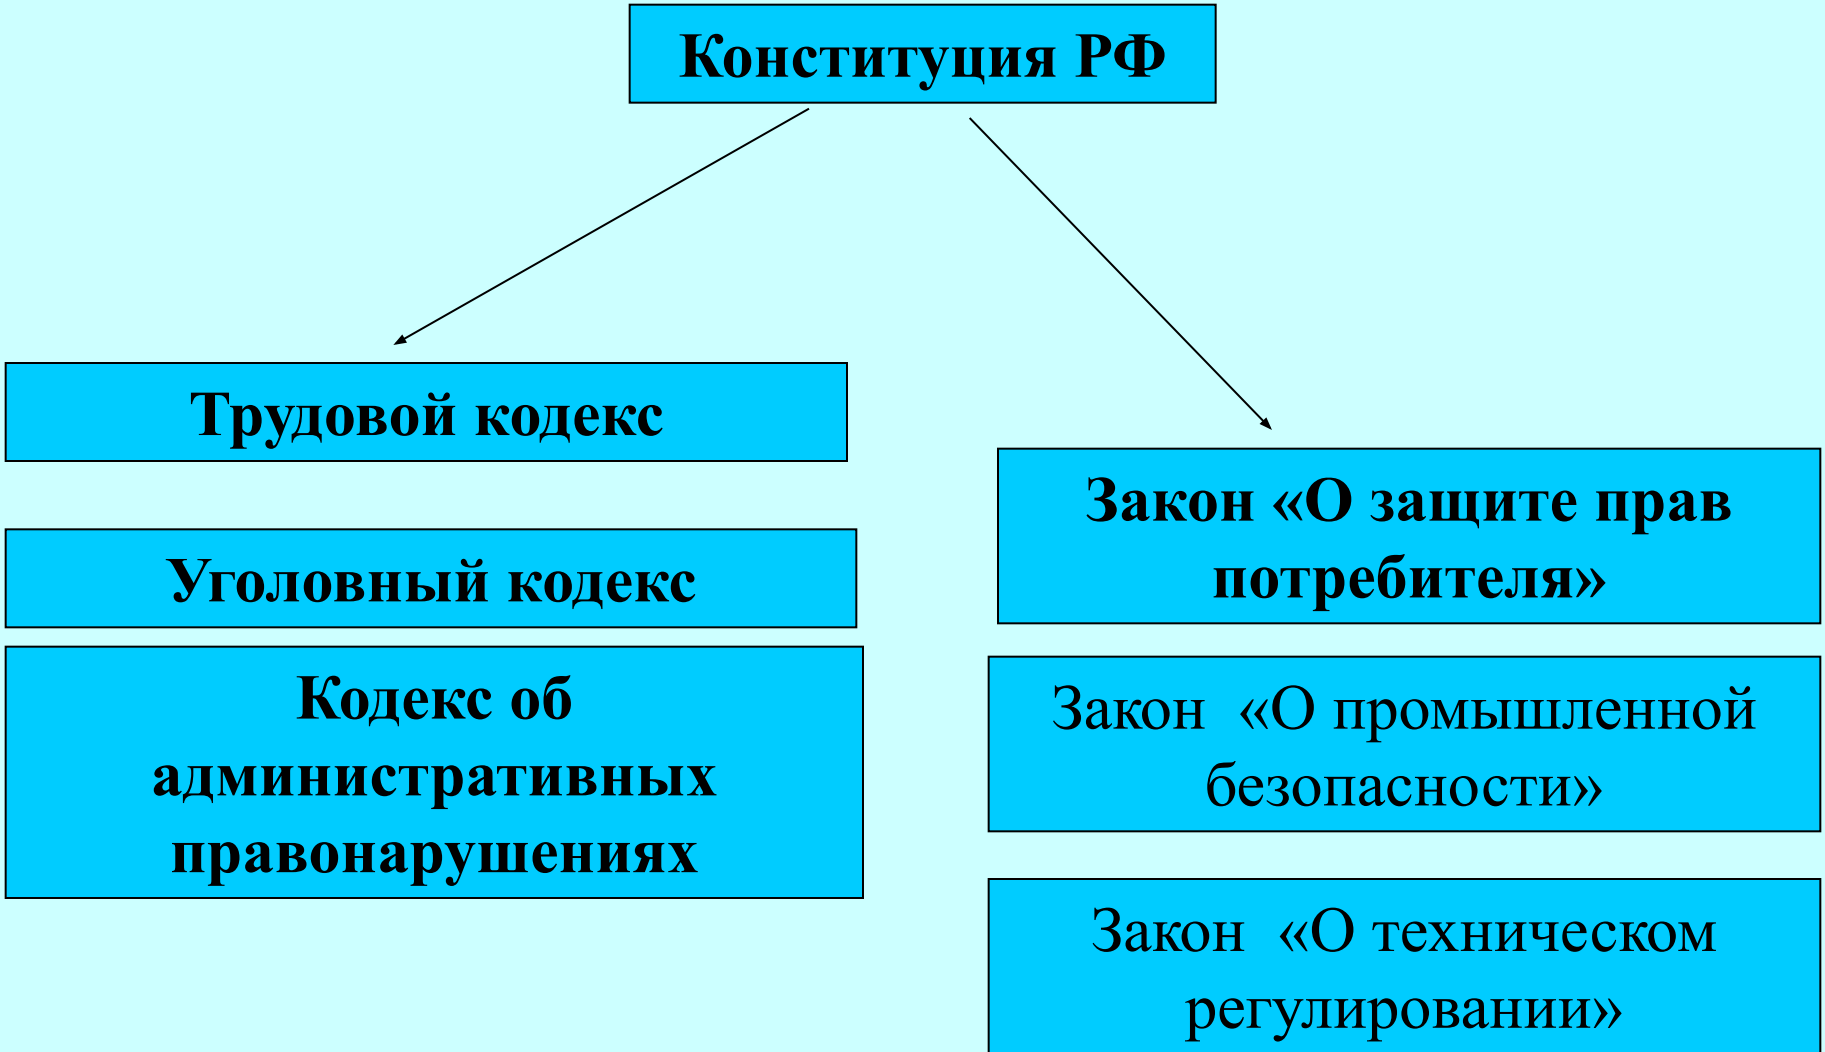 Конституция РФ
Трудовой кодекс
Уголовный кодекс
Кодекс об
административных
правонарушениях
Закон «О защите прав
потребителя»
Закон «О промышленной
безопасности»
Закон «О техническом
регулировании»